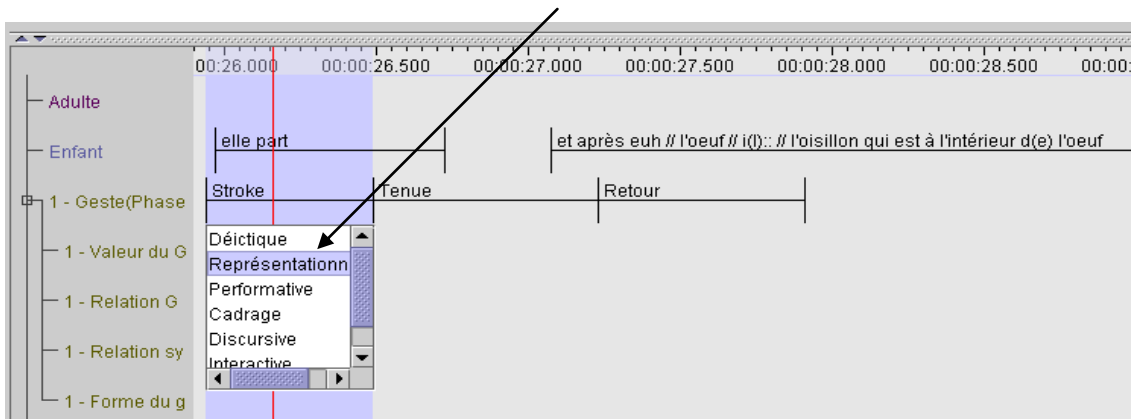 00:26.000 00:00:26.500 00:00:27.000 00:00:27.500 00:00:28.000 00:00:28.500 00:00:
Adulte
Enfant elle part et après euh // l'oeuf // i(l):: // l'oisillon qui est à l'intérieur d(e) l'oeuf
1 - Geste(Phase Stroke Tenue Retour
Déictique
1 - Valeur du G Représentationn
Performative
1 - Relation G Cadrage
Discursive
1 - Relation sy Interactive
1 - Forme du g